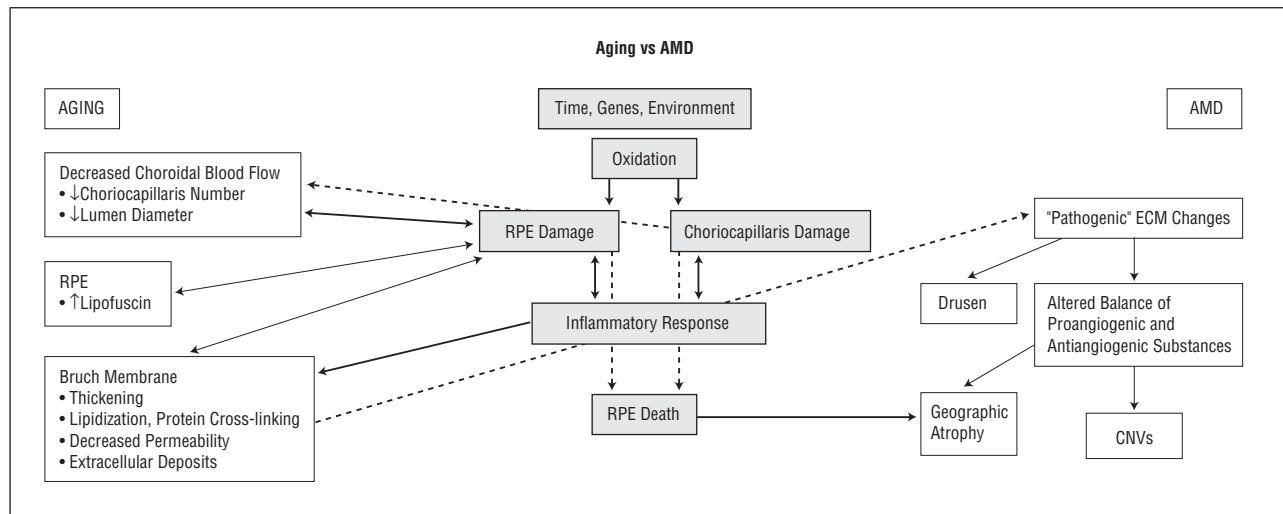 Aging vs AMD
AGING
Time, Genes, Environment
AMD
Oxidation
Decreased Choroidal Blood Flow
• ↓Choriocapillaris Number
• ↓Lumen Diameter
RPE Damage
Choriocapillaris Damage
"Pathogenic" ECM Changes
RPE
• ↑Lipofuscin
Inflammatory Response
Drusen
Altered Balance of
Proangiogenic and
Antiangiogenic Substances
Bruch Membrane
• Thickening
• Lipidization, Protein Cross-linking
• Decreased Permeability
• Extracellular Deposits
RPE Death
Geographic
Atrophy
CNVs